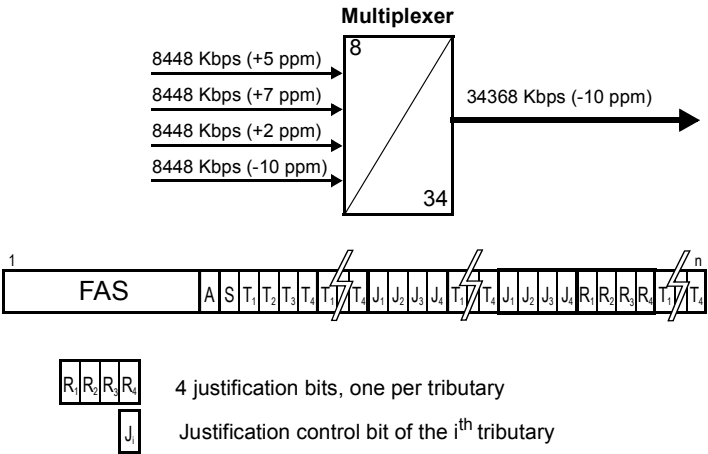 Multiplexer
8448 Kbps (+5 ppm)
8448 Kbps (+7 ppm)
8448 Kbps (+2 ppm)
8448 Kbps (-10 ppm)
8
34
34368 Kbps (-10 ppm)
1 n
FAS A S T₁ T₂ T₃ T₄ T₁ T₄ J₁ J₂ J₃ J₄ T₁ T₄ J₁ J₂ J₃ J₄ R₁ R₂ R₃ R₄ T₁ T₄
R₁ R₂ R₃ R₄ 4 justification bits, one per tributary
Jᵢ Justification control bit of the iᵗʰ tributary